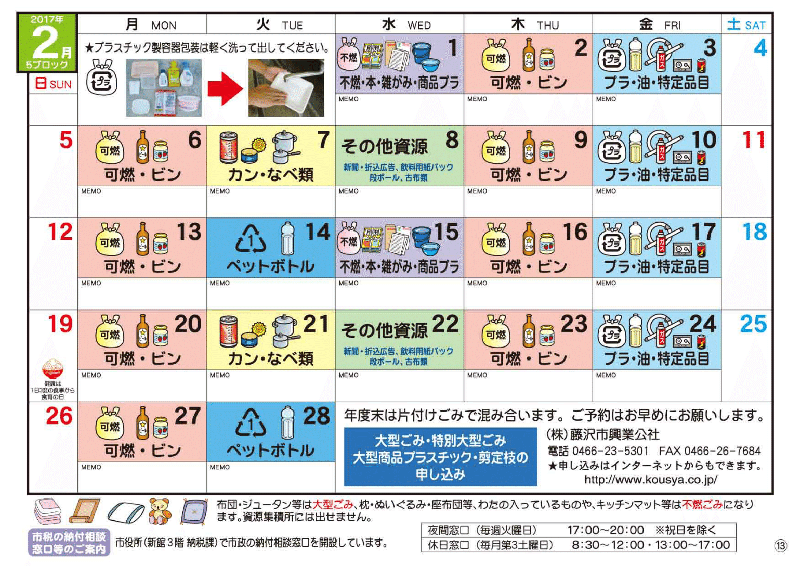 2017年
2月
5ブロック
月 MON
火 TUE
水 WED
木 THU
金 FRI
土 SAT
日 SUN
★プラスチック製容器包装は軽く洗って出してください。
プラ
不燃
1
不燃・本・雑がみ・商品プラ
MEMO
可燃
2
可燃・ビン
MEMO
プラ
ガス
3
プラ・油・特定品目
MEMO
4
5
可燃
6
可燃・ビン
MEMO
7
カン・なべ類
MEMO
その他資源 8
新聞・折込広告、飲料用紙パック
段ボール、古布類
MEMO
可燃
9
可燃・ビン
MEMO
プラ
ガス
10
プラ・油・特定品目
MEMO
11
12
可燃
13
可燃・ビン
MEMO
1
14
ペットボトル
MEMO
不燃
15
不燃・本・雑がみ・商品プラ
MEMO
可燃
16
可燃・ビン
MEMO
プラ
ガス
17
プラ・油・特定品目
MEMO
18
19
毎月19日は
食育の日
可燃
20
可燃・ビン
MEMO
21
カン・なべ類
MEMO
その他資源 22
新聞・折込広告、飲料用紙パック
段ボール、古布類
MEMO
可燃
23
可燃・ビン
MEMO
プラ
ガス
24
プラ・油・特定品目
MEMO
25
26
可燃
27
可燃・ビン
MEMO
1
28
ペットボトル
MEMO
年度末は片付けごみで混み合います。ご予約はお早めにお願いします。
大型ごみ・特別大型ごみ
大型商品プラスチック・剪定枝の
申し込み
(株)藤沢市興業公社
電話 0466-23-5301 FAX 0466-26-7684
★申し込みはインターネットからもできます。
http://www.kousya.co.jp/
布団・ジュータン等は大型ごみ、枕・ぬいぐるみ・座布団等、わたの入っているものや、キッチンマット等は不燃ごみになり
ます。資源集積所には出せません。
市税の納付相談
窓口等のご案内
市役所(新館3階 納税課)で市政の納付相談窓口を開設しています。
夜間窓口(毎週火曜日) 17:00~20:00 ※祝日を除く
休日窓口(毎月第3土曜日) 8:30~12:00・13:00~17:00
⑬